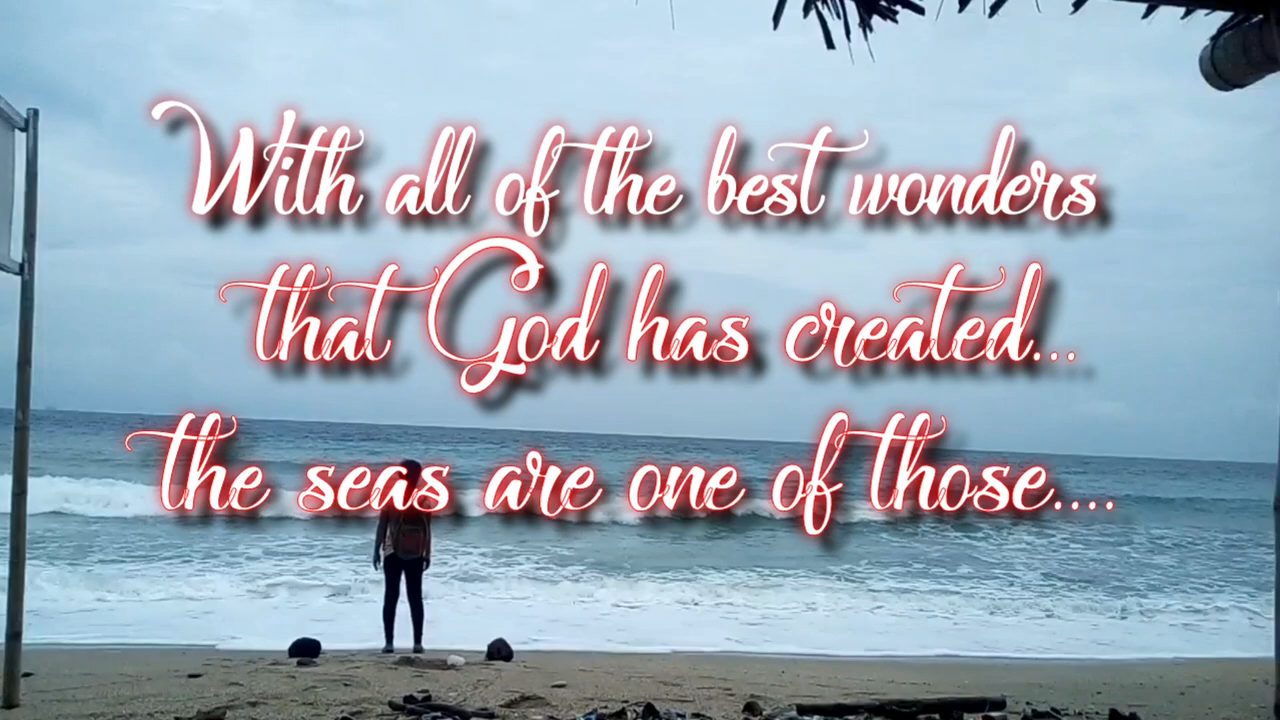 With all of the best wonders
that God has created...
the seas are one of those....